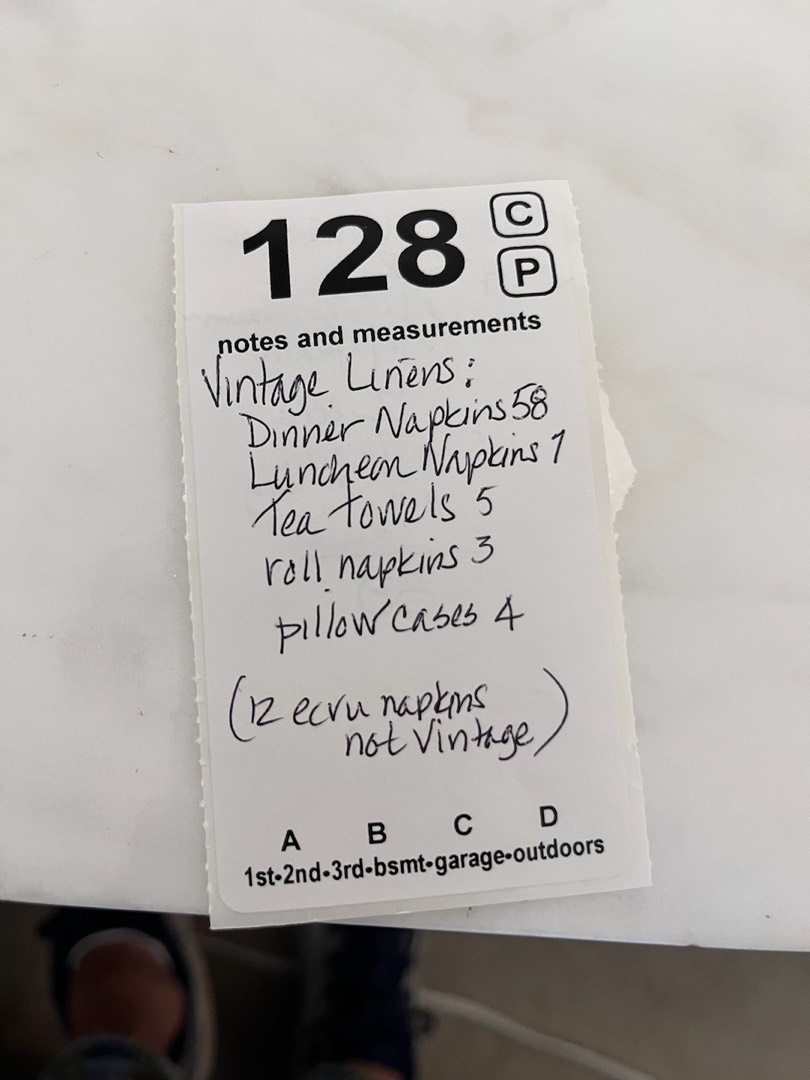 128 C
P
notes and measurements
Vintage Linens:
Dinner Napkins 58
Luncheon Napkins 7
Tea towels 5
roll napkins 3
pillow cases 4
(12 ecru napkins
not Vintage)
A B C D
1st•2nd•3rd•bsmt•garage•outdoors